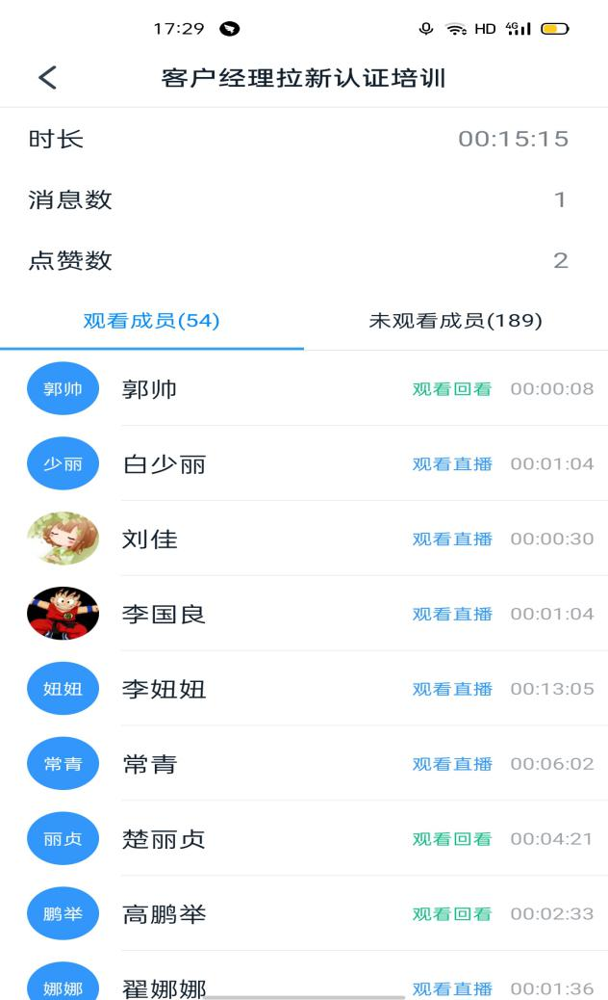 17:29 HD 4G
客户经理拉新认证培训
时长 00:15:15
消息数 1
点赞数 2
观看成员(54) 未观看成员(189)
郭帅 郭帅 观看回看 00:00:08
少丽 白少丽 观看直播 00:01:04
刘佳 观看直播 00:00:30
李国良 观看直播 00:01:04
妞妞 李妞妞 观看直播 00:13:05
常青 常青 观看直播 00:06:02
丽贞 楚丽贞 观看回看 00:04:21
鹏举 高鹏举 观看回看 00:02:33
娜娜 翟娜娜 观看直播 00:01:36